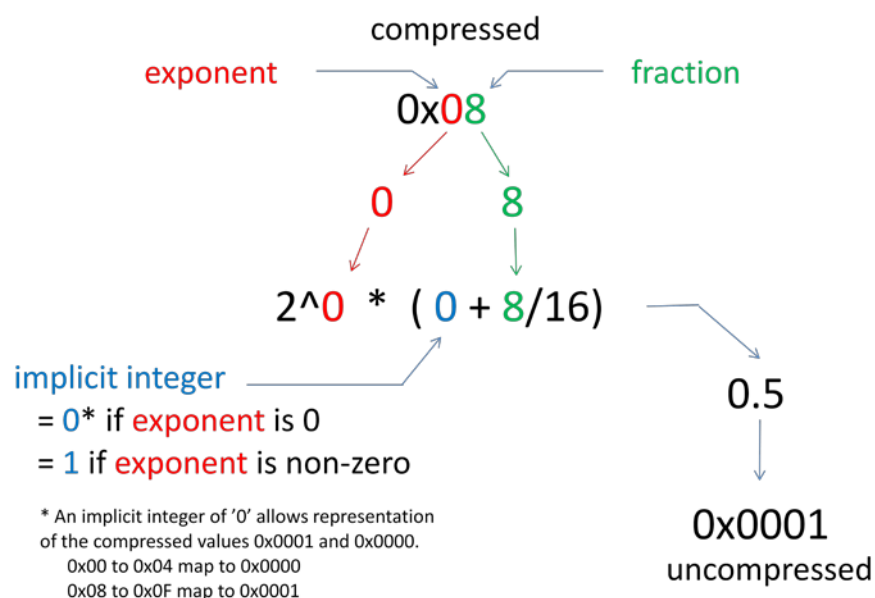 compressed
exponent
fraction
0x08
0
8
2^0 * ( 0 + 8/16)
implicit integer
= 0* if exponent is 0
= 1 if exponent is non-zero
0.5
* An implicit integer of ’0’ allows representation
of the compressed values 0x0001 and 0x0000.
0x00 to 0x04 map to 0x0000
0x08 to 0x0F map to 0x0001
0x0001
uncompressed